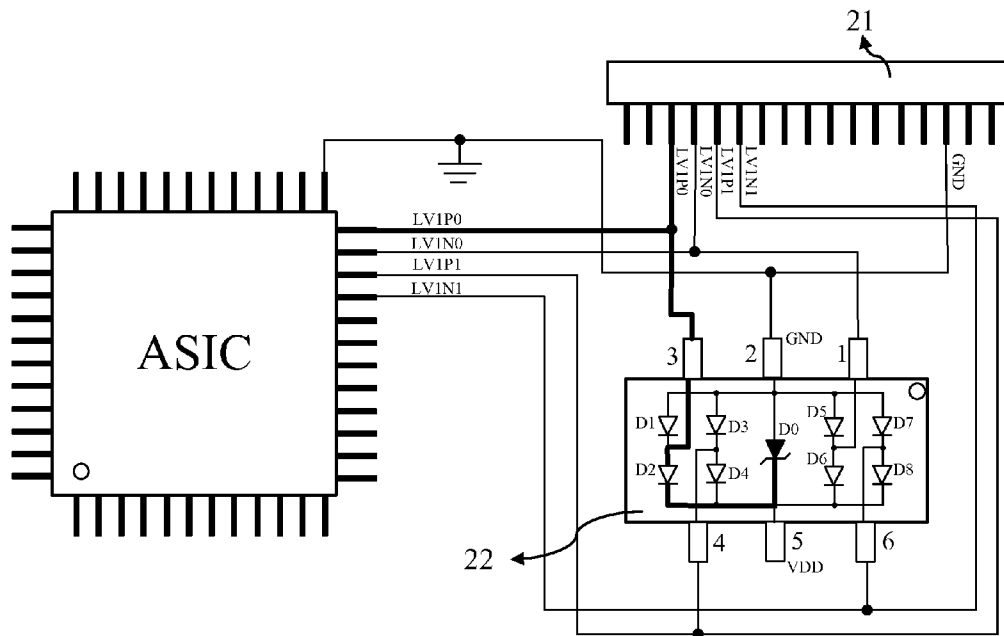 21
LV1P0
LV1N0
LV1P1
LV1N1
GND
LV1P0
LV1N0
LV1P1
LV1N1
ASIC
3
2
GND
1
D1
D3
D0
D5
D7
D2
D4
D6
D8
22
4
5
6
VDD